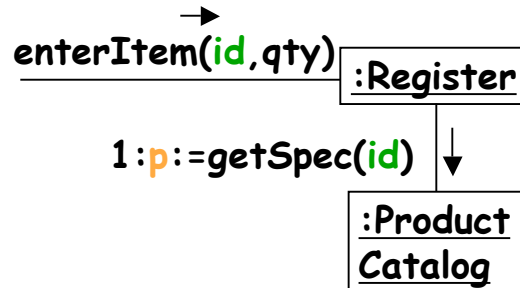 enterItem(id,qty)
:Register
1:p:=getSpec(id)
:Product
Catalog